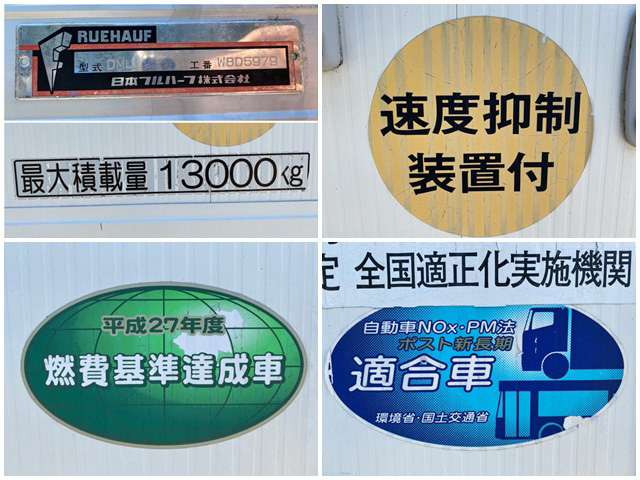 RUEHAUF
型式 DMU 工番 W8D5979
日本フルハーフ株式会社
最大積載量 13000kg
速度抑制
装置付
平成27年度
燃費基準達成車
定 全国適正化実施機関
自動車NOx・PM法
ポスト新長期
適合車
環境省・国土交通省